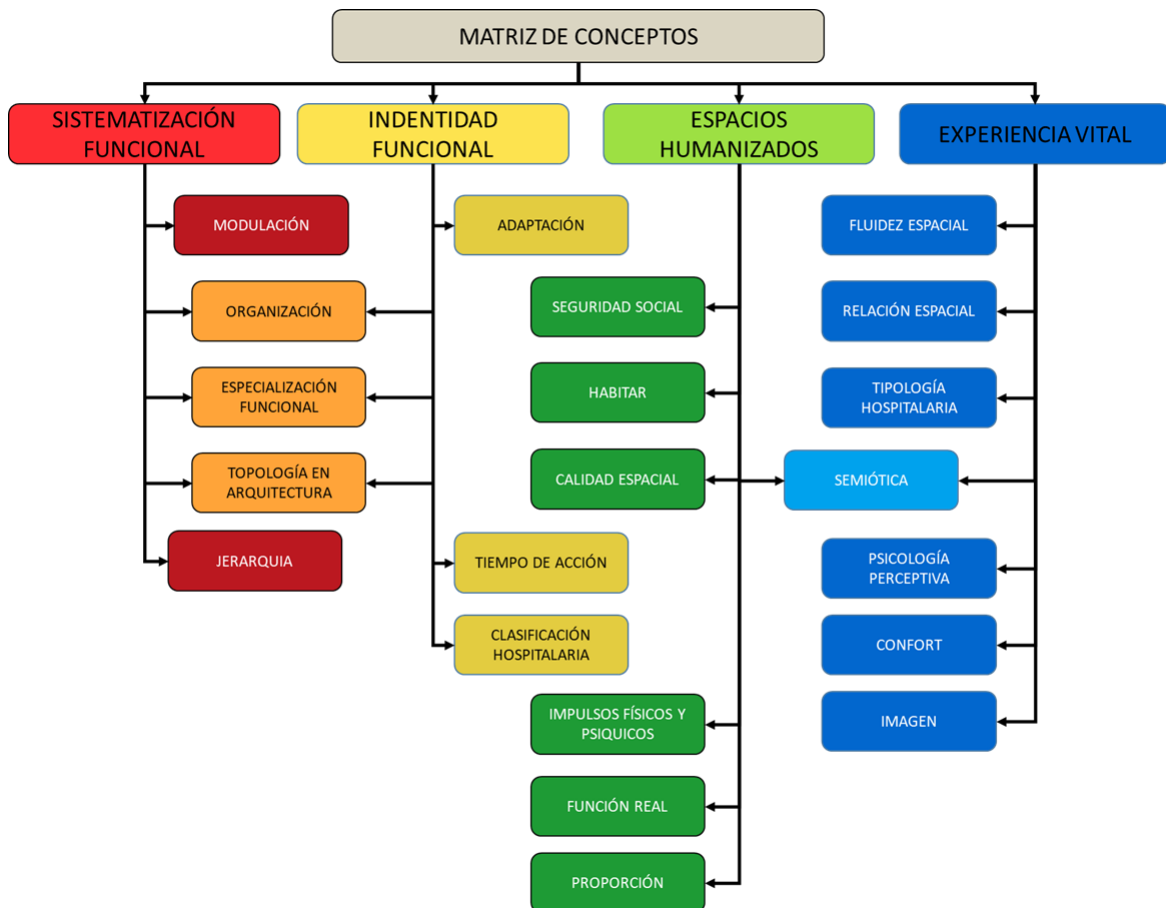 MATRIZ DE CONCEPTOS
SISTEMATIZACIÓN
FUNCIONAL
INDENTIDAD
FUNCIONAL
ESPACIOS
HUMANIZADOS
EXPERIENCIA VITAL
MODULACIÓN
ADAPTACIÓN
FLUIDEZ ESPACIAL
ORGANIZACIÓN
SEGURIDAD SOCIAL
RELACIÓN ESPACIAL
ESPECIALIZACIÓN
FUNCIONAL
HABITAR
TIPOLOGÍA
HOSPITALARIA
TOPOLOGÍA EN
ARQUITECTURA
CALIDAD ESPACIAL
SEMIÓTICA
JERARQUIA
TIEMPO DE ACCIÓN
PSICOLOGÍA
PERCEPTIVA
CLASIFICACIÓN
HOSPITALARIA
CONFORT
IMPULSOS FÍSICOS Y
PSIQUICOS
IMAGEN
FUNCIÓN REAL
PROPORCIÓN